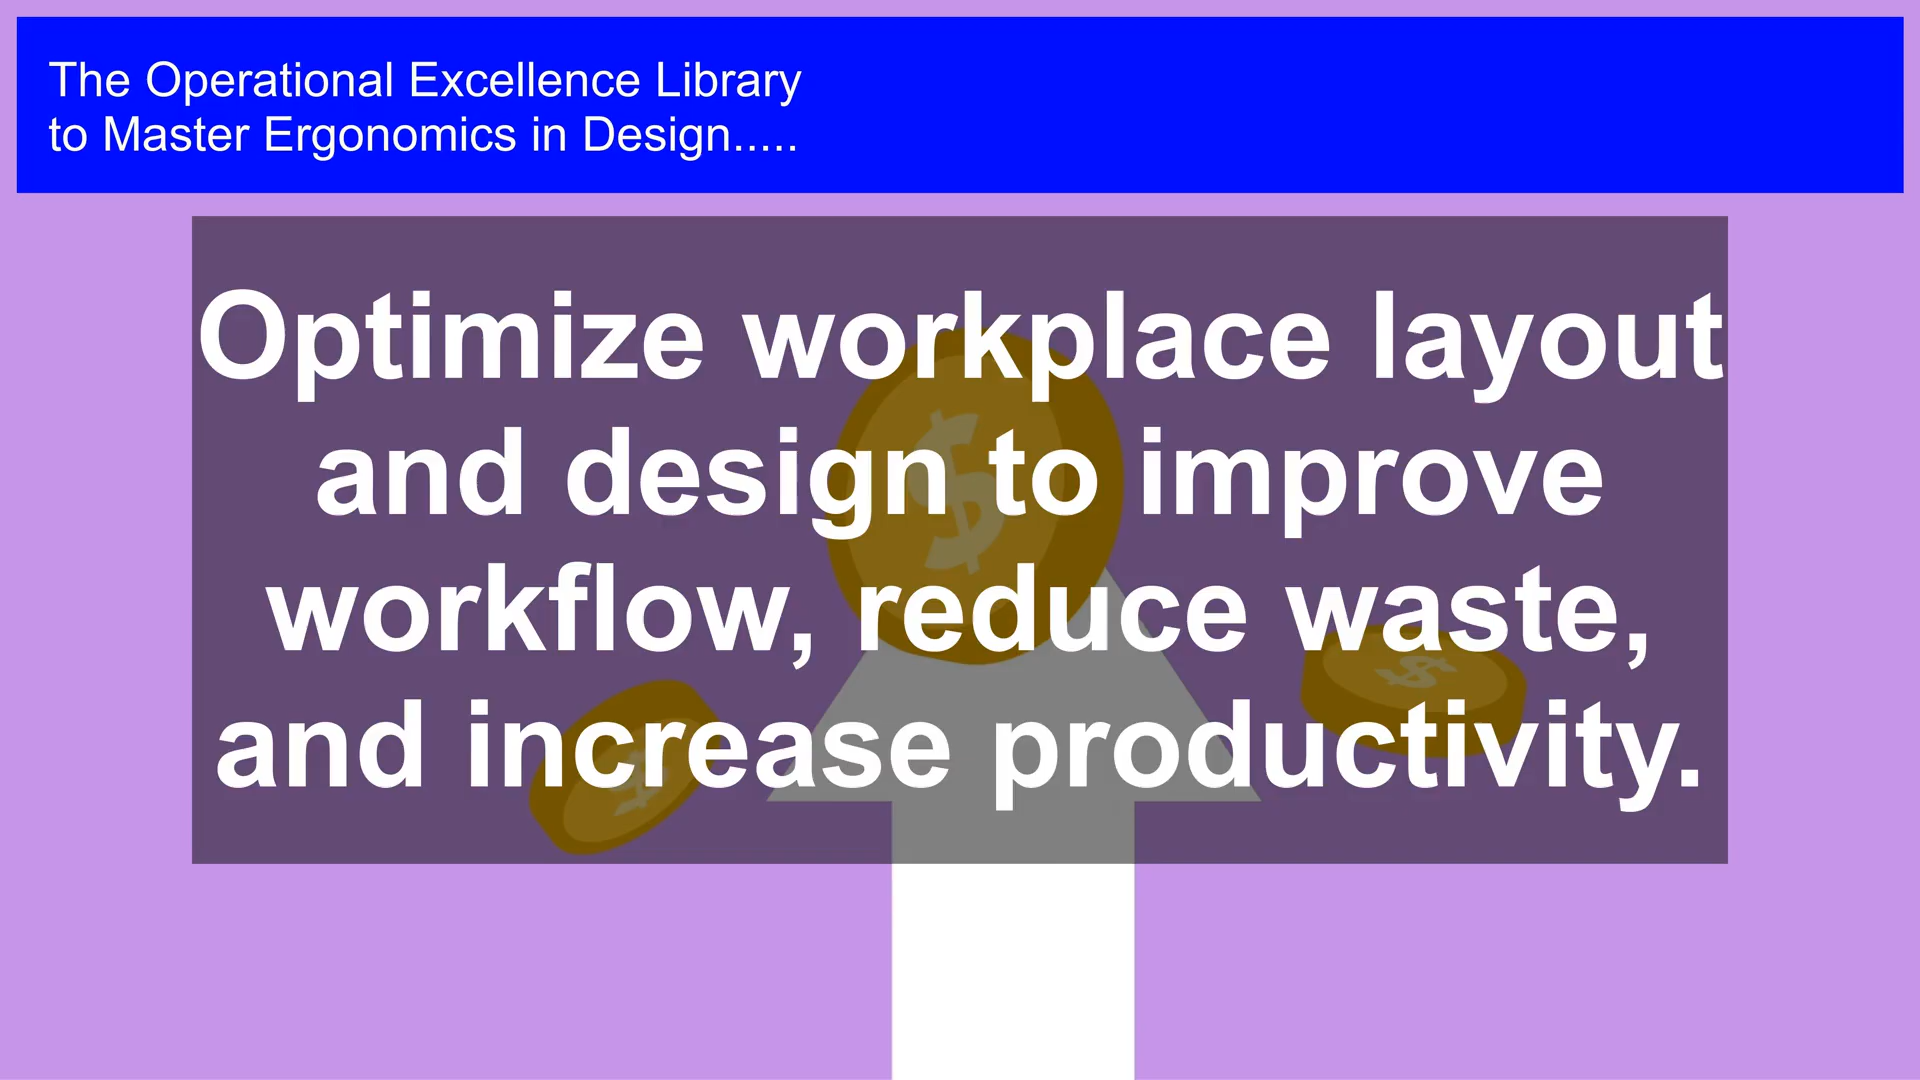 The Operational Excellence Library
to Master Ergonomics in Design.....
Optimize workplace layout
and design to improve
workflow, reduce waste,
and increase productivity.
$
$
$